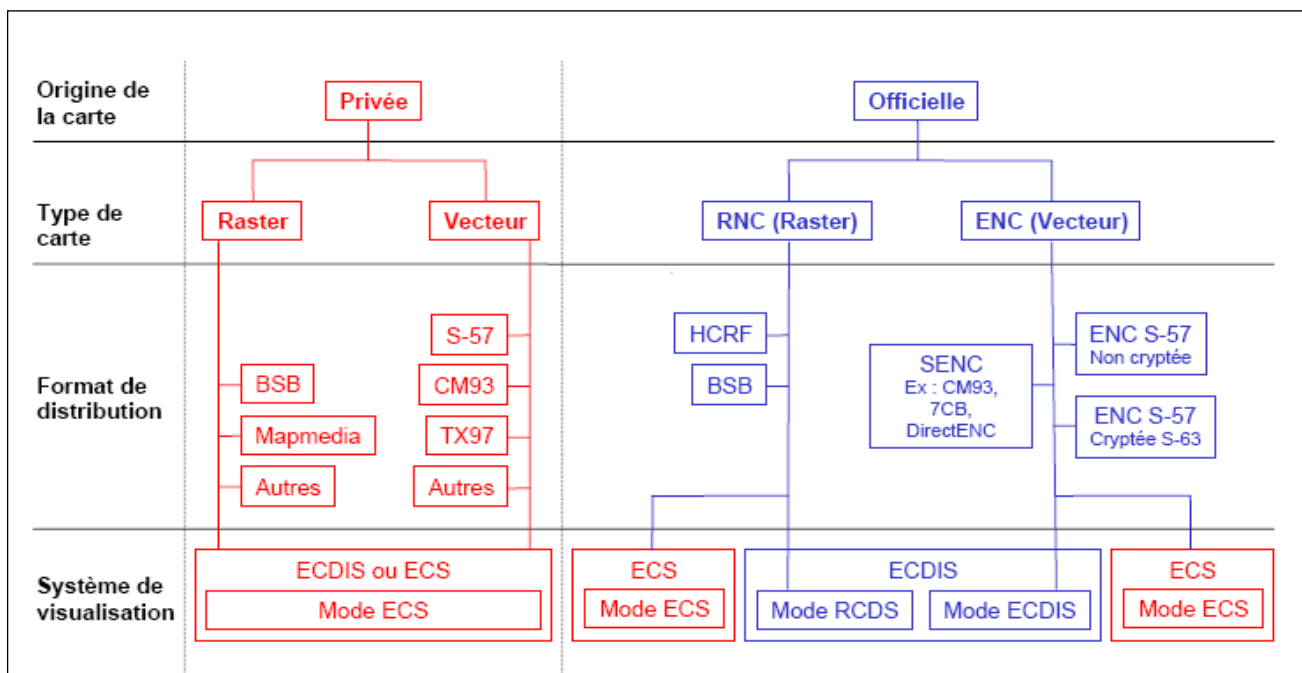 Origine de
la carte
Privée
Officielle
Type de
carte
Raster
Vecteur
RNC (Raster)
ENC (Vecteur)
Format de
distribution
BSB
Mapmedia
Autres
S-57
CM93
TX97
Autres
HCRF
BSB
SENC
Ex : CM93,
7CB,
DirectENC
ENC S-57
Non cryptée
ENC S-57
Cryptée S-63
Système de
visualisation
ECDIS ou ECS
Mode ECS
ECS
Mode ECS
ECDIS
Mode RCDS
Mode ECDIS
ECS
Mode ECS